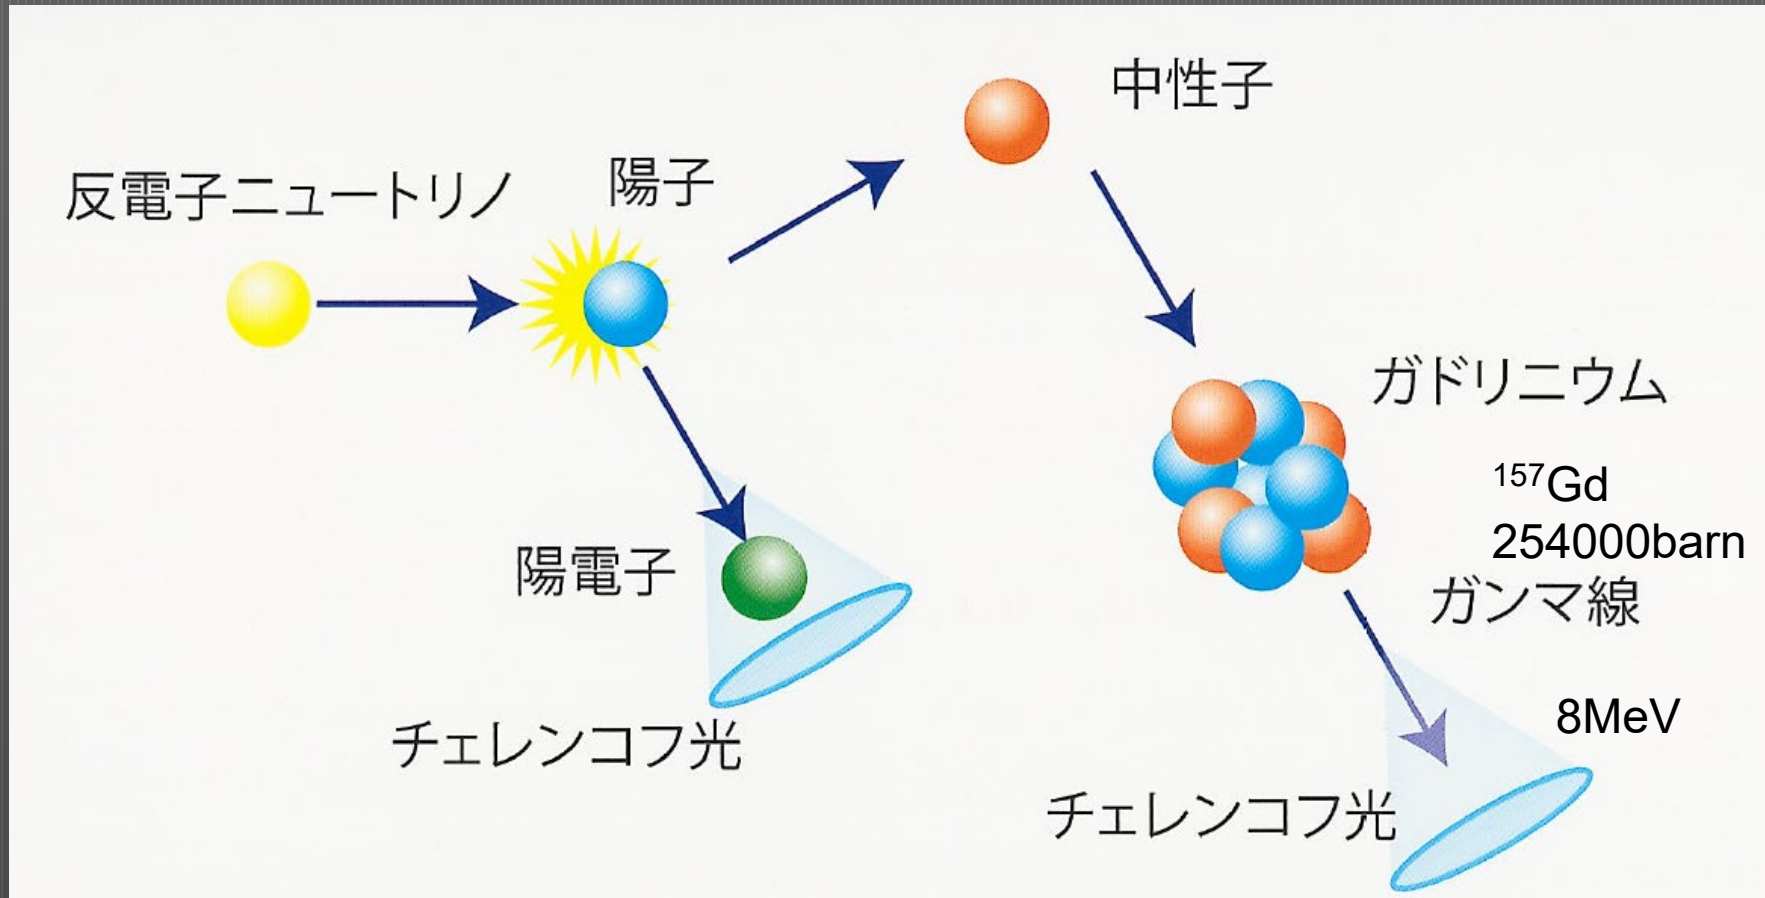 中性子
反電子ニュートリノ
陽子
ガドリニウム
¹⁵⁷Gd
254000barn
陽電子
ガンマ線
8MeV
チェレンコフ光
チェレンコフ光